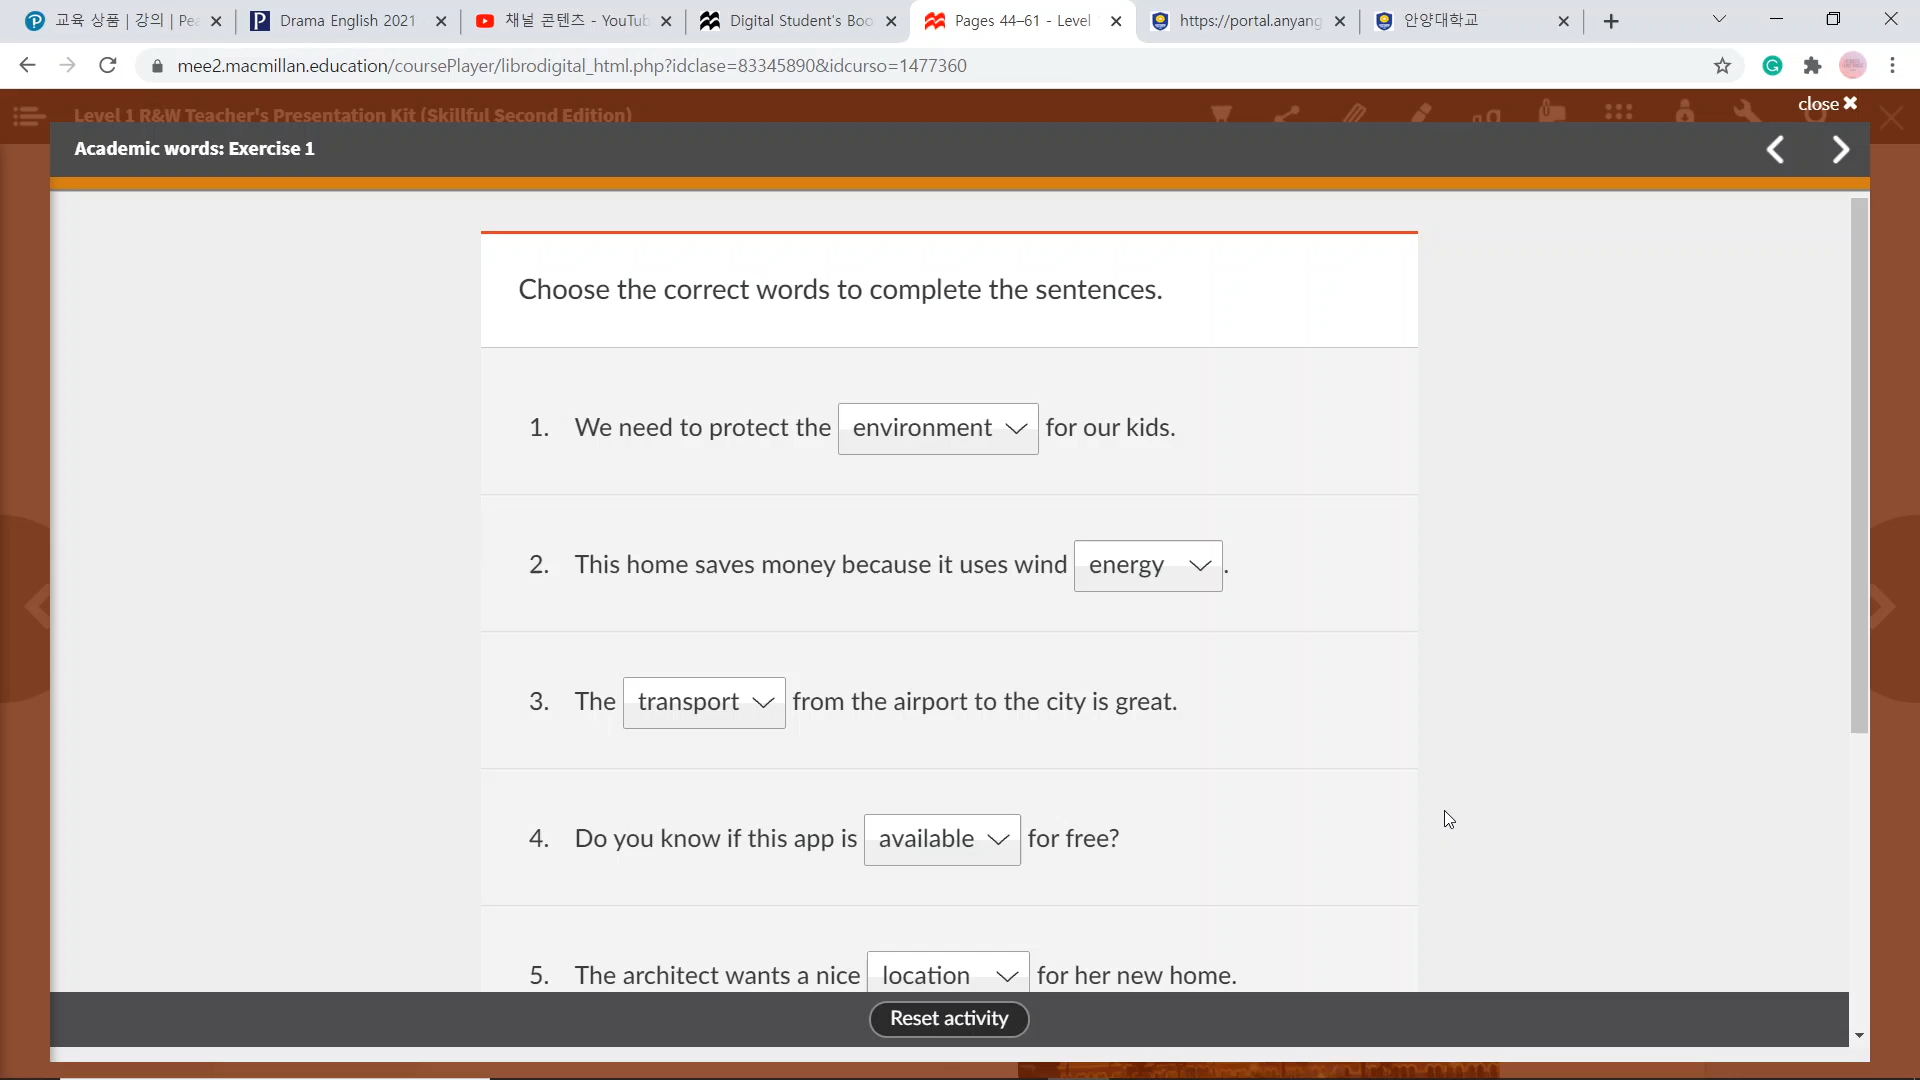 교육 상품 | 강의 | Pea
Drama English 2021
채널 콘텐츠 - YouTub
Digital Student's Boo
Pages 44–61 - Level
https://portal.anyang
안양대학교
mee2.macmillan.education/coursePlayer/librodigital_html.php?idclase=83345890&idcurso=1477360
Level 1 R&W Teacher's Presentation Kit (Skillful Second Edition)
close
Academic words: Exercise 1
Choose the correct words to complete the sentences.
1. We need to protect the environment for our kids.
2. This home saves money because it uses wind energy .
3. The transport from the airport to the city is great.
4. Do you know if this app is available for free?
5. The architect wants a nice location for her new home.
Reset activity